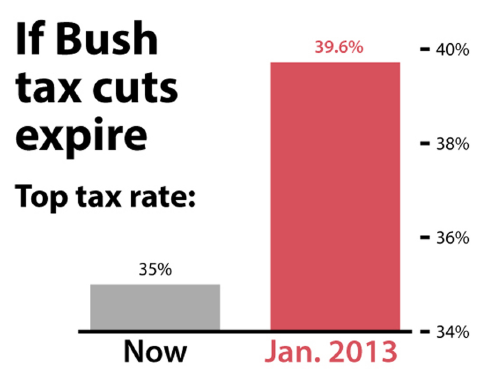 If Bush
tax cuts
expire
Top tax rate:
39.6%
40%
38%
36%
35%
34%
Now
Jan. 2013